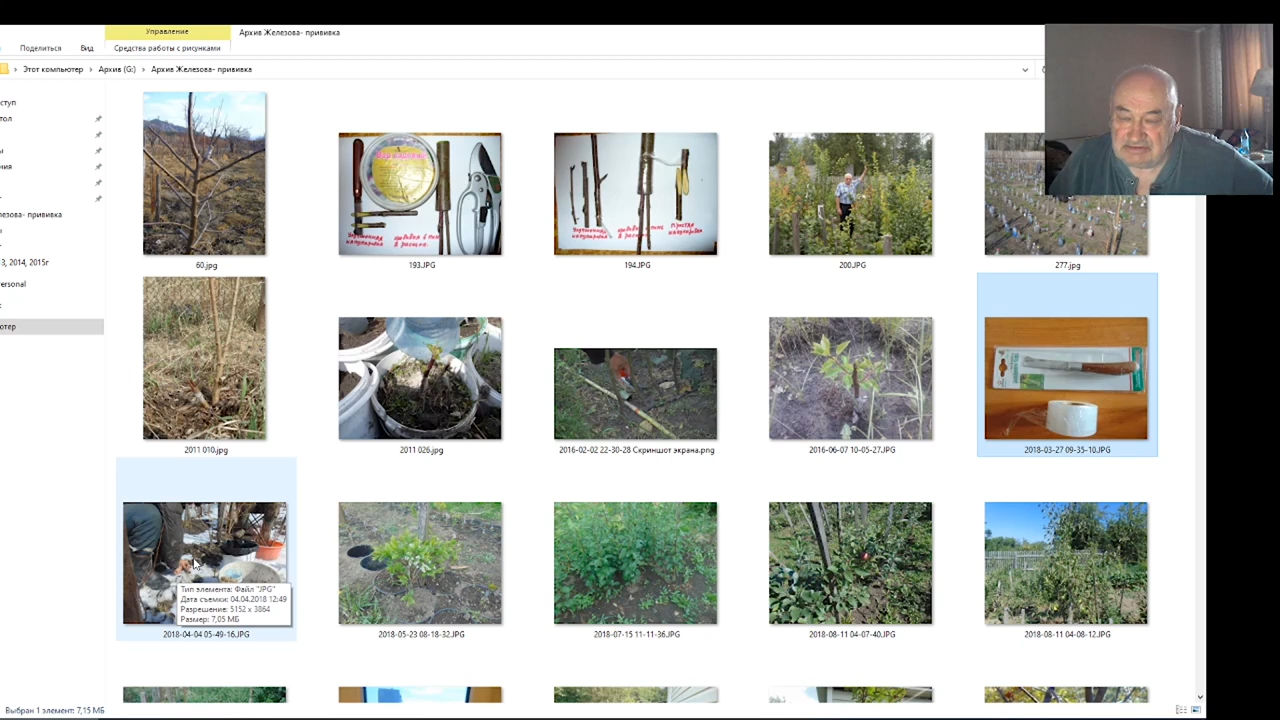 Управление
Архив Железова- прививка
Поделиться
Вид
Средства работы с рисунками
Этот компьютер
Архив (G:)
Архив Железова- прививка
ступ
тол
ы
ния
лезова- прививка
ы
3, 2014, 2015г
ersonal
ютер
60.jpg
193.JPG
194.JPG
200.JPG
277.jpg
2011 010.jpg
2011 026.jpg
2016-02-02 22-30-28 Скриншот экрана.png
2016-06-07 10-05-27.JPG
2018-03-27 09-35-10.JPG
Тип элемента: Файл "JPG"
Дата съемки: 04.04.2018 12:49
Разрешение: 5152 x 3864
Размер: 7,05 МБ
2018-04-04 05-49-16.JPG
2018-05-23 08-18-32.JPG
2018-07-15 11-11-36.JPG
2018-08-11 04-07-40.JPG
2018-08-11 04-08-12.JPG
Выбран 1 элемент: 7,15 МБ